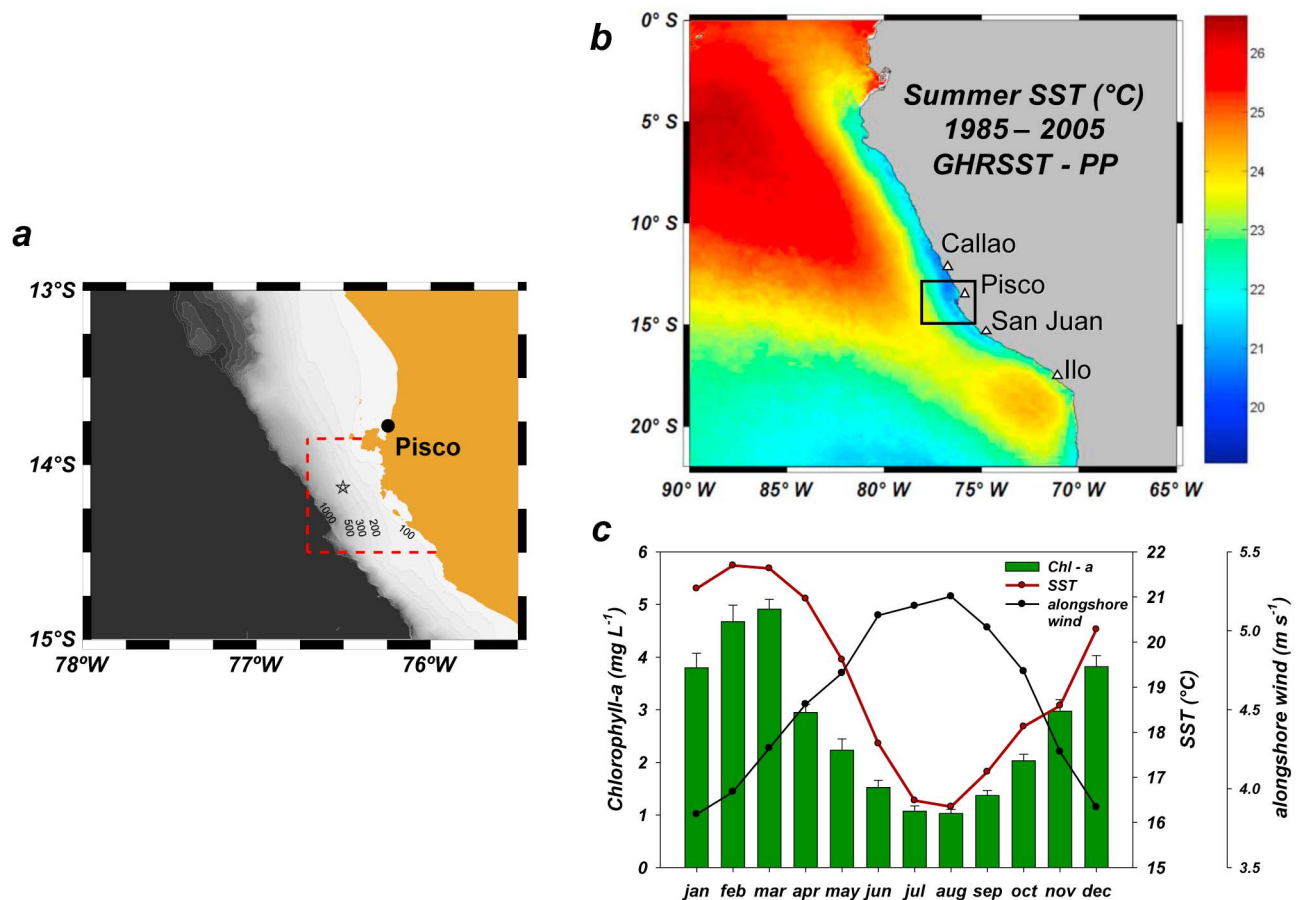 a
13°S
14°S
15°S
78°W
77°W
76°W
Pisco
1000
500
300
200
100
b
0° S
5° S
10° S
15° S
20° S
90° W
85° W
80° W
75° W
70° W
65° W
Summer SST (°C)
1985 – 2005
GHRSST - PP
Callao
Pisco
San Juan
Ilo
26
25
24
23
22
21
20
c
Chlorophyll-a (mg L-1)
6
5
4
3
2
1
0
Chl - a
SST
alongshore
wind
22
21
20
19
18
17
16
15
SST (°C)
5.5
5.0
4.5
4.0
3.5
alongshore wind (m s-1)
jan feb mar apr may jun jul aug sep oct nov dec